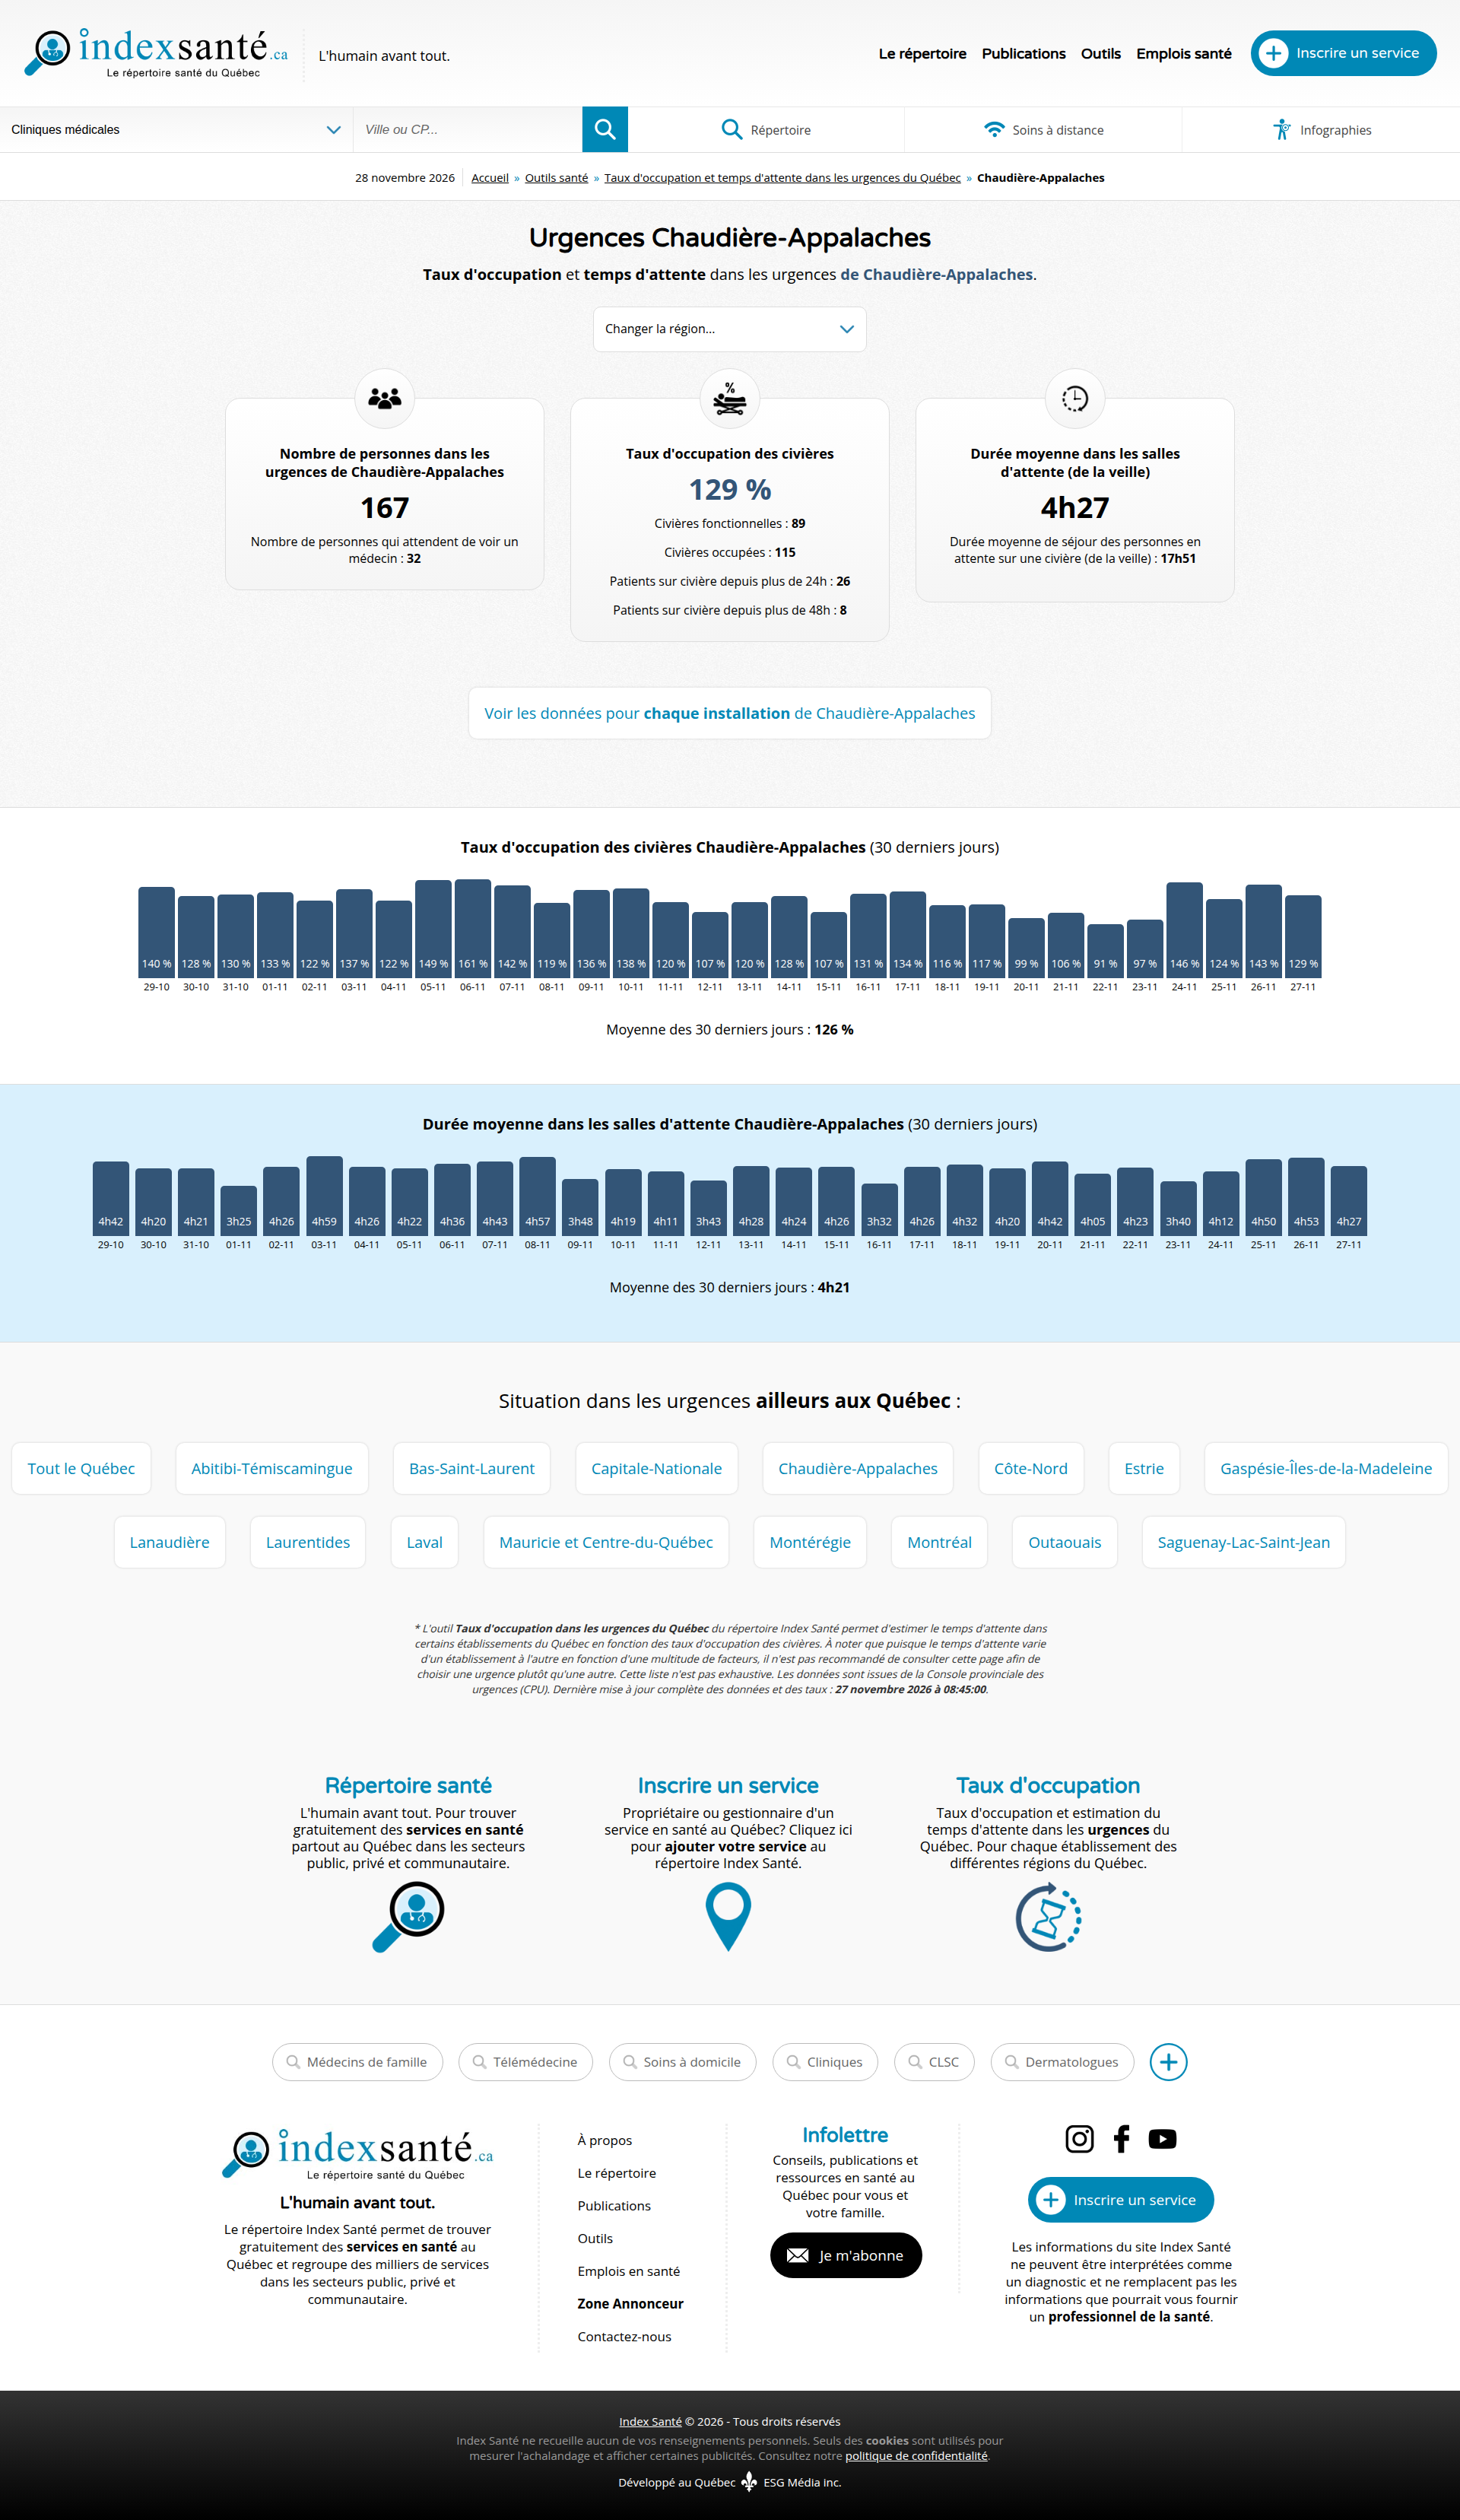 indexsanté.ca
Le répertoire santé du Québec
L'humain avant tout.
Le répertoire
Publications
Outils
Emplois santé
Inscrire un service
Cliniques médicales
Ville ou CP...
Répertoire
Soins à distance
Infographies
28 novembre 2026
Accueil » Outils santé » Taux d'occupation et temps d'attente dans les urgences du Québec » Chaudière-Appalaches
Urgences Chaudière-Appalaches
Taux d'occupation et temps d'attente dans les urgences de Chaudière-Appalaches.
Changer la région...
Nombre de personnes dans les
urgences de Chaudière-Appalaches
167
Nombre de personnes qui attendent de voir un
médecin : 32
%
Taux d'occupation des civières
129 %
Civières fonctionnelles : 89
Civières occupées : 115
Patients sur civière depuis plus de 24h : 26
Patients sur civière depuis plus de 48h : 8
Durée moyenne dans les salles
d'attente (de la veille)
4h27
Durée moyenne de séjour des personnes en
attente sur une civière (de la veille) : 17h51
Voir les données pour chaque installation de Chaudière-Appalaches
Taux d'occupation des civières Chaudière-Appalaches (30 derniers jours)
140 % 128 % 130 % 133 % 122 % 137 % 122 % 149 % 161 % 142 % 119 % 136 % 138 % 120 % 107 % 120 % 128 % 107 % 131 % 134 % 116 % 117 % 99 % 106 % 91 % 97 % 146 % 124 % 143 % 129 %
29-10 30-10 31-10 01-11 02-11 03-11 04-11 05-11 06-11 07-11 08-11 09-11 10-11 11-11 12-11 13-11 14-11 15-11 16-11 17-11 18-11 19-11 20-11 21-11 22-11 23-11 24-11 25-11 26-11 27-11
Moyenne des 30 derniers jours : 126 %
Durée moyenne dans les salles d'attente Chaudière-Appalaches (30 derniers jours)
4h42 4h20 4h21 3h25 4h26 4h59 4h26 4h22 4h36 4h43 4h57 3h48 4h19 4h11 3h43 4h28 4h24 4h26 3h32 4h26 4h32 4h20 4h42 4h05 4h23 3h40 4h12 4h50 4h53 4h27
29-10 30-10 31-10 01-11 02-11 03-11 04-11 05-11 06-11 07-11 08-11 09-11 10-11 11-11 12-11 13-11 14-11 15-11 16-11 17-11 18-11 19-11 20-11 21-11 22-11 23-11 24-11 25-11 26-11 27-11
Moyenne des 30 derniers jours : 4h21
Situation dans les urgences ailleurs aux Québec :
Tout le Québec
Abitibi-Témiscamingue
Bas-Saint-Laurent
Capitale-Nationale
Chaudière-Appalaches
Côte-Nord
Estrie
Gaspésie-Îles-de-la-Madeleine
Lanaudière
Laurentides
Laval
Mauricie et Centre-du-Québec
Montérégie
Montréal
Outaouais
Saguenay-Lac-Saint-Jean
* L'outil Taux d'occupation dans les urgences du Québec du répertoire Index Santé permet d'estimer le temps d'attente dans
certains établissements du Québec en fonction des taux d'occupation des civières. À noter que puisque le temps d'attente varie
d'un établissement à l'autre en fonction d'une multitude de facteurs, il n'est pas recommandé de consulter cette page afin de
choisir une urgence plutôt qu'une autre. Cette liste n'est pas exhaustive. Les données sont issues de la Console provinciale des
urgences (CPU). Dernière mise à jour complète des données et des taux : 27 novembre 2026 à 08:45:00.
Répertoire santé
L'humain avant tout. Pour trouver
gratuitement des services en santé
partout au Québec dans les secteurs
public, privé et communautaire.
Inscrire un service
Propriétaire ou gestionnaire d'un
service en santé au Québec? Cliquez ici
pour ajouter votre service au
répertoire Index Santé.
Taux d'occupation
Taux d'occupation et estimation du
temps d'attente dans les urgences du
Québec. Pour chaque établissement des
différentes régions du Québec.
Médecins de famille
Télémédecine
Soins à domicile
Cliniques
CLSC
Dermatologues
indexsanté.ca
Le répertoire santé du Québec
L'humain avant tout.
Le répertoire Index Santé permet de trouver
gratuitement des services en santé au
Québec et regroupe des milliers de services
dans les secteurs public, privé et
communautaire.
À propos
Le répertoire
Publications
Outils
Emplois en santé
Zone Annonceur
Contactez-nous
Infolettre
Conseils, publications et
ressources en santé au
Québec pour vous et
votre famille.
Je m'abonne
Inscrire un service
Les informations du site Index Santé
ne peuvent être interprétées comme
un diagnostic et ne remplacent pas les
informations que pourrait vous fournir
un professionnel de la santé.
Index Santé © 2026 - Tous droits réservés
Index Santé ne recueille aucun de vos renseignements personnels. Seuls des cookies sont utilisés pour
mesurer l'achalandage et afficher certaines publicités. Consultez notre politique de confidentialité.
Développé au Québec ESG Média inc.